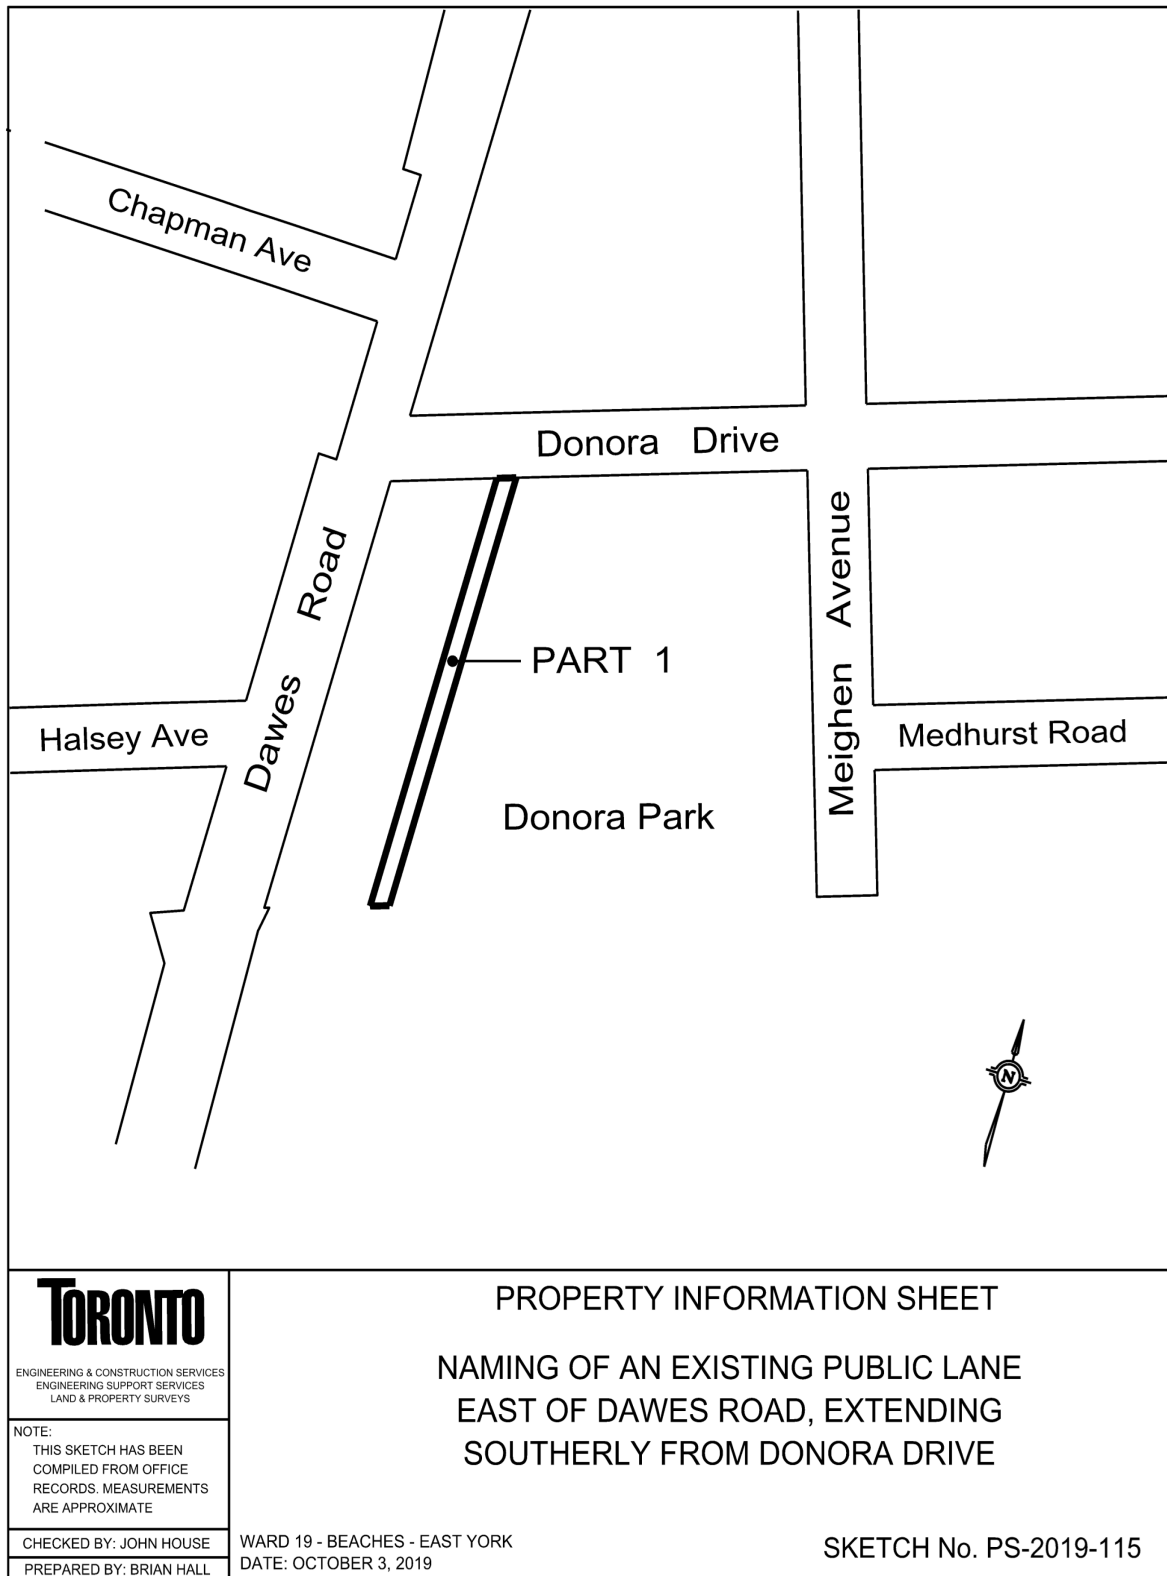 Chapman Ave
Donora Drive
Dawes Road
PART 1
Meighen Avenue
Halsey Ave
Medhurst Road
Donora Park
N
TORONTO
ENGINEERING & CONSTRUCTION SERVICES
ENGINEERING SUPPORT SERVICES
LAND & PROPERTY SURVEYS
NOTE:
THIS SKETCH HAS BEEN
COMPILED FROM OFFICE
RECORDS. MEASUREMENTS
ARE APPROXIMATE
CHECKED BY: JOHN HOUSE
PREPARED BY: BRIAN HALL
PROPERTY INFORMATION SHEET
NAMING OF AN EXISTING PUBLIC LANE
EAST OF DAWES ROAD, EXTENDING
SOUTHERLY FROM DONORA DRIVE
WARD 19 - BEACHES - EAST YORK
DATE: OCTOBER 3, 2019
SKETCH No. PS-2019-115